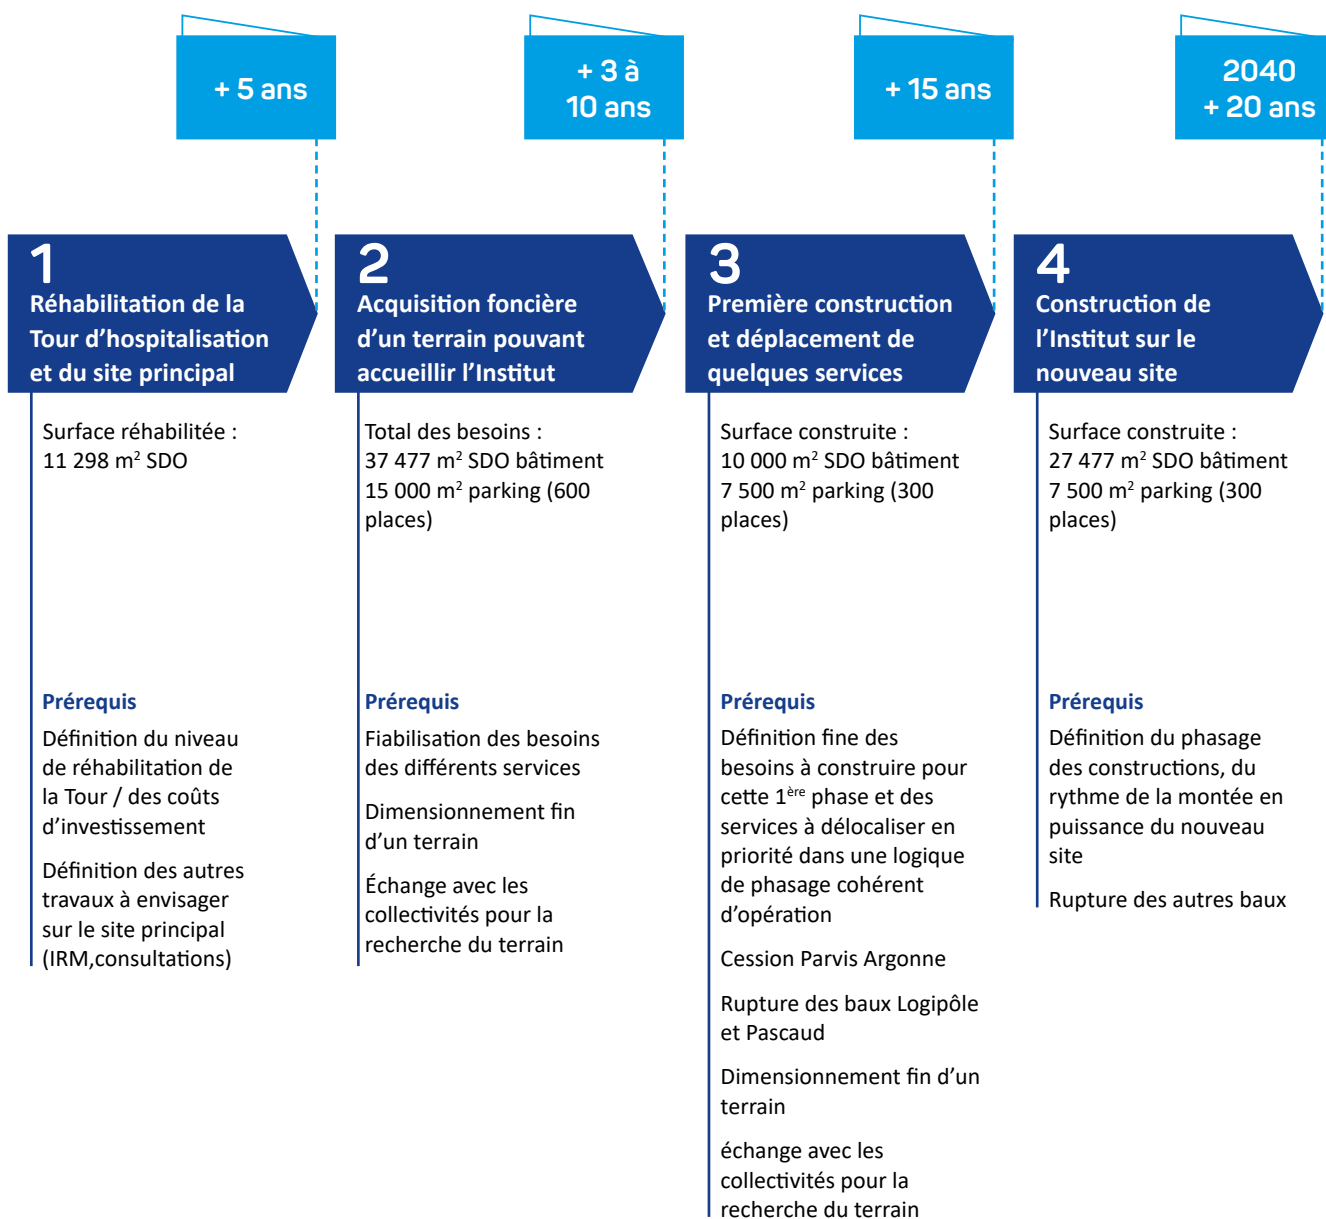 + 5 ans
+ 3 à
10 ans
+ 15 ans
2040
+ 20 ans
1
Réhabilitation de la
Tour d’hospitalisation
et du site principal
Surface réhabilitée :
11 298 m² SDO
Prérequis
Définition du niveau
de réhabilitation de
la Tour / des coûts
d’investissement
Définition des autres
travaux à envisager
sur le site principal
(IRM,consultations)
2
Acquisition foncière
d’un terrain pouvant
accueillir l’Institut
Total des besoins :
37 477 m² SDO bâtiment
15 000 m² parking (600
places)
Prérequis
Fiabilisation des besoins
des différents services
Dimensionnement fin
d’un terrain
Échange avec les
collectivités pour la
recherche du terrain
3
Première construction
et déplacement de
quelques services
Surface construite :
10 000 m² SDO bâtiment
7 500 m² parking (300
places)
Prérequis
Définition fine des
besoins à construire pour
cette 1ère phase et des
services à délocaliser en
priorité dans une logique
de phasage cohérent
d’opération
Cession Parvis Argonne
Rupture des baux Logipôle
et Pascaud
Dimensionnement fin d’un
terrain
échange avec les
collectivités pour la
recherche du terrain
4
Construction de
l’Institut sur le
nouveau site
Surface construite :
27 477 m² SDO bâtiment
7 500 m² parking (300
places)
Prérequis
Définition du phasage
des constructions, du
rythme de la montée en
puissance du nouveau
site
Rupture des autres baux